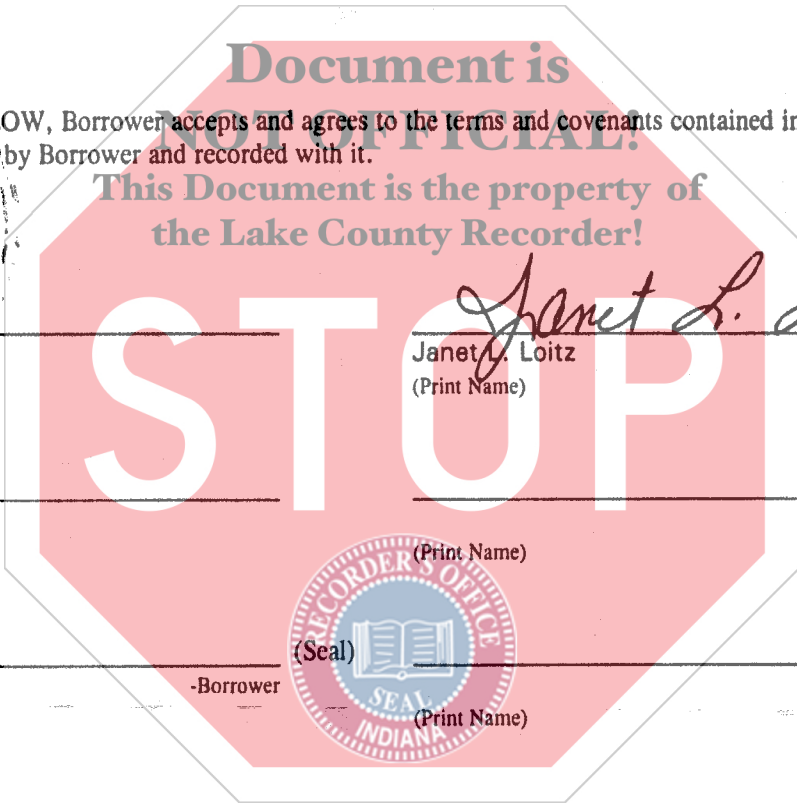 Document is
NOT OFFICIAL!
OW, Borrower accepts and agrees to the terms and covenants contained in
by Borrower and recorded with it.
This Document is the property of
the Lake County Recorder!
Janet L.
Janet L. Loitz
(Print Name)
STOP
(Print Name)
RECORDER'S OFFICE
(Seal)
-Borrower
SEAL
INDIANA
(Print Name)